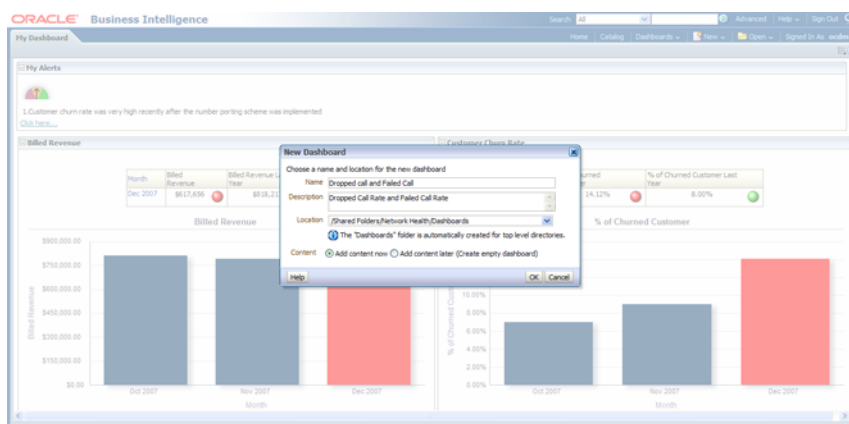 ORACLE Business Intelligence
Search All Advanced Help Sign Out
My Dashboard
Home Catalog Dashboards New Open Signed In As
My Alerts
1.Customer churn rate was very high recently after the number porting scheme was implemented
Click here...
Billed Revenue
Customer Churn Rate
Month Billed Revenue Billed Revenue L Year
Dec 2007 $617,656 $818,21
% of Churned Customer Last Year
14.12% 8.00%
New Dashboard
Choose a name and location for the new dashboard
Name Dropped call and Failed Call
Description Dropped Call Rate and Failed Call Rate
Location /Shared Folders/Network Health/Dashboards
The "Dashboards" folder is automatically created for top level directories.
Content Add content now Add content later (Create empty dashboard)
Help OK Cancel
Billed Revenue
$900,000.00
$750,000.00
$600,000.00
$450,000.00
$300,000.00
$150,000.00
$0.00
Billed Revenue
Oct 2007 Nov 2007 Dec 2007
Month
% of Churned Customer
10.00%
8.00%
6.00%
4.00%
2.00%
0.00%
Oct 2007 Nov 2007 Dec 2007
Month